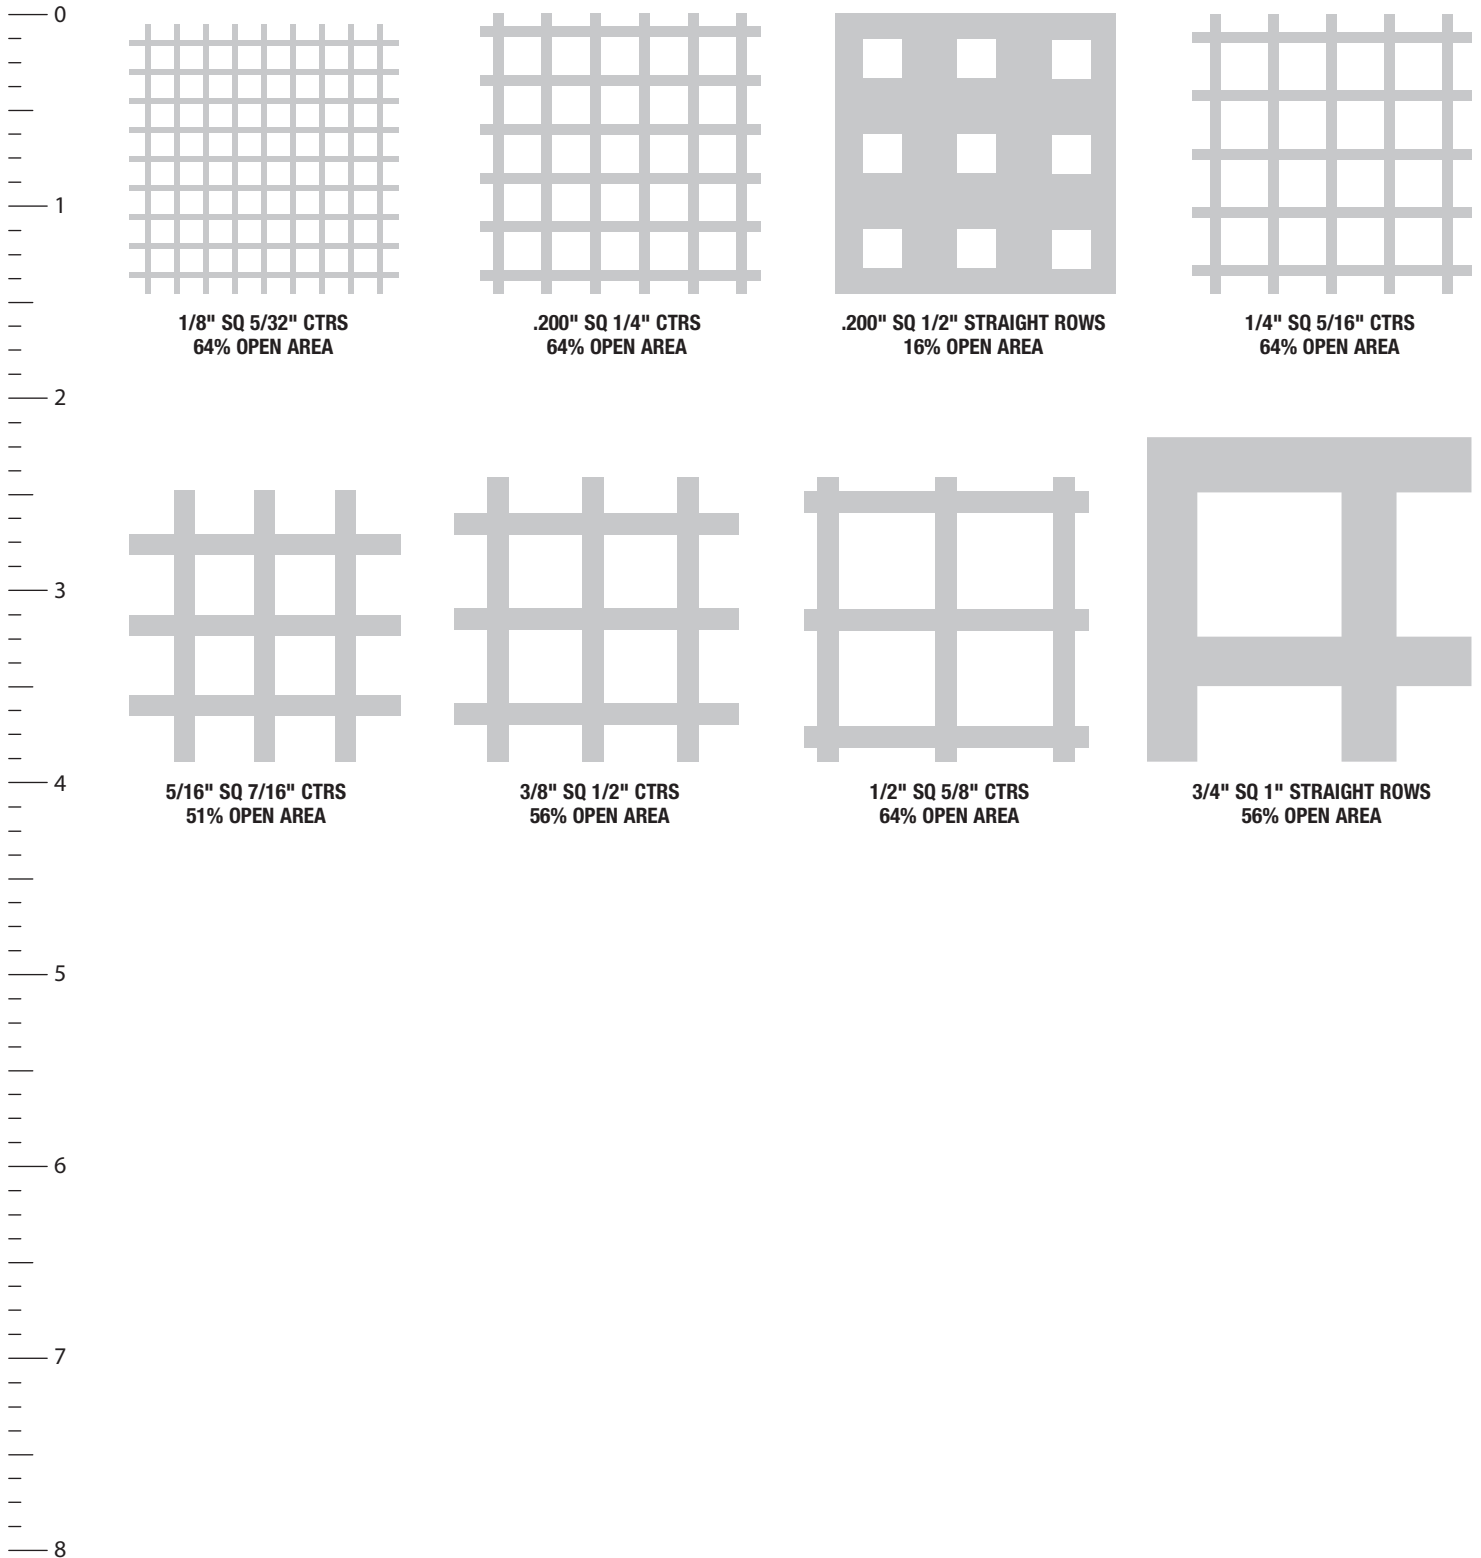 0
1
2
3
4
5
6
7
8
1/8" SQ 5/32" CTRS
64% OPEN AREA
.200" SQ 1/4" CTRS
64% OPEN AREA
.200" SQ 1/2" STRAIGHT ROWS
16% OPEN AREA
1/4" SQ 5/16" CTRS
64% OPEN AREA
5/16" SQ 7/16" CTRS
51% OPEN AREA
3/8" SQ 1/2" CTRS
56% OPEN AREA
1/2" SQ 5/8" CTRS
64% OPEN AREA
3/4" SQ 1" STRAIGHT ROWS
56% OPEN AREA